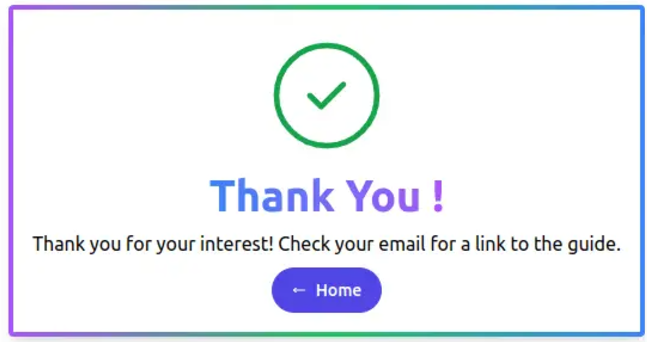 Thank You !
Thank you for your interest! Check your email for a link to the guide.
← Home